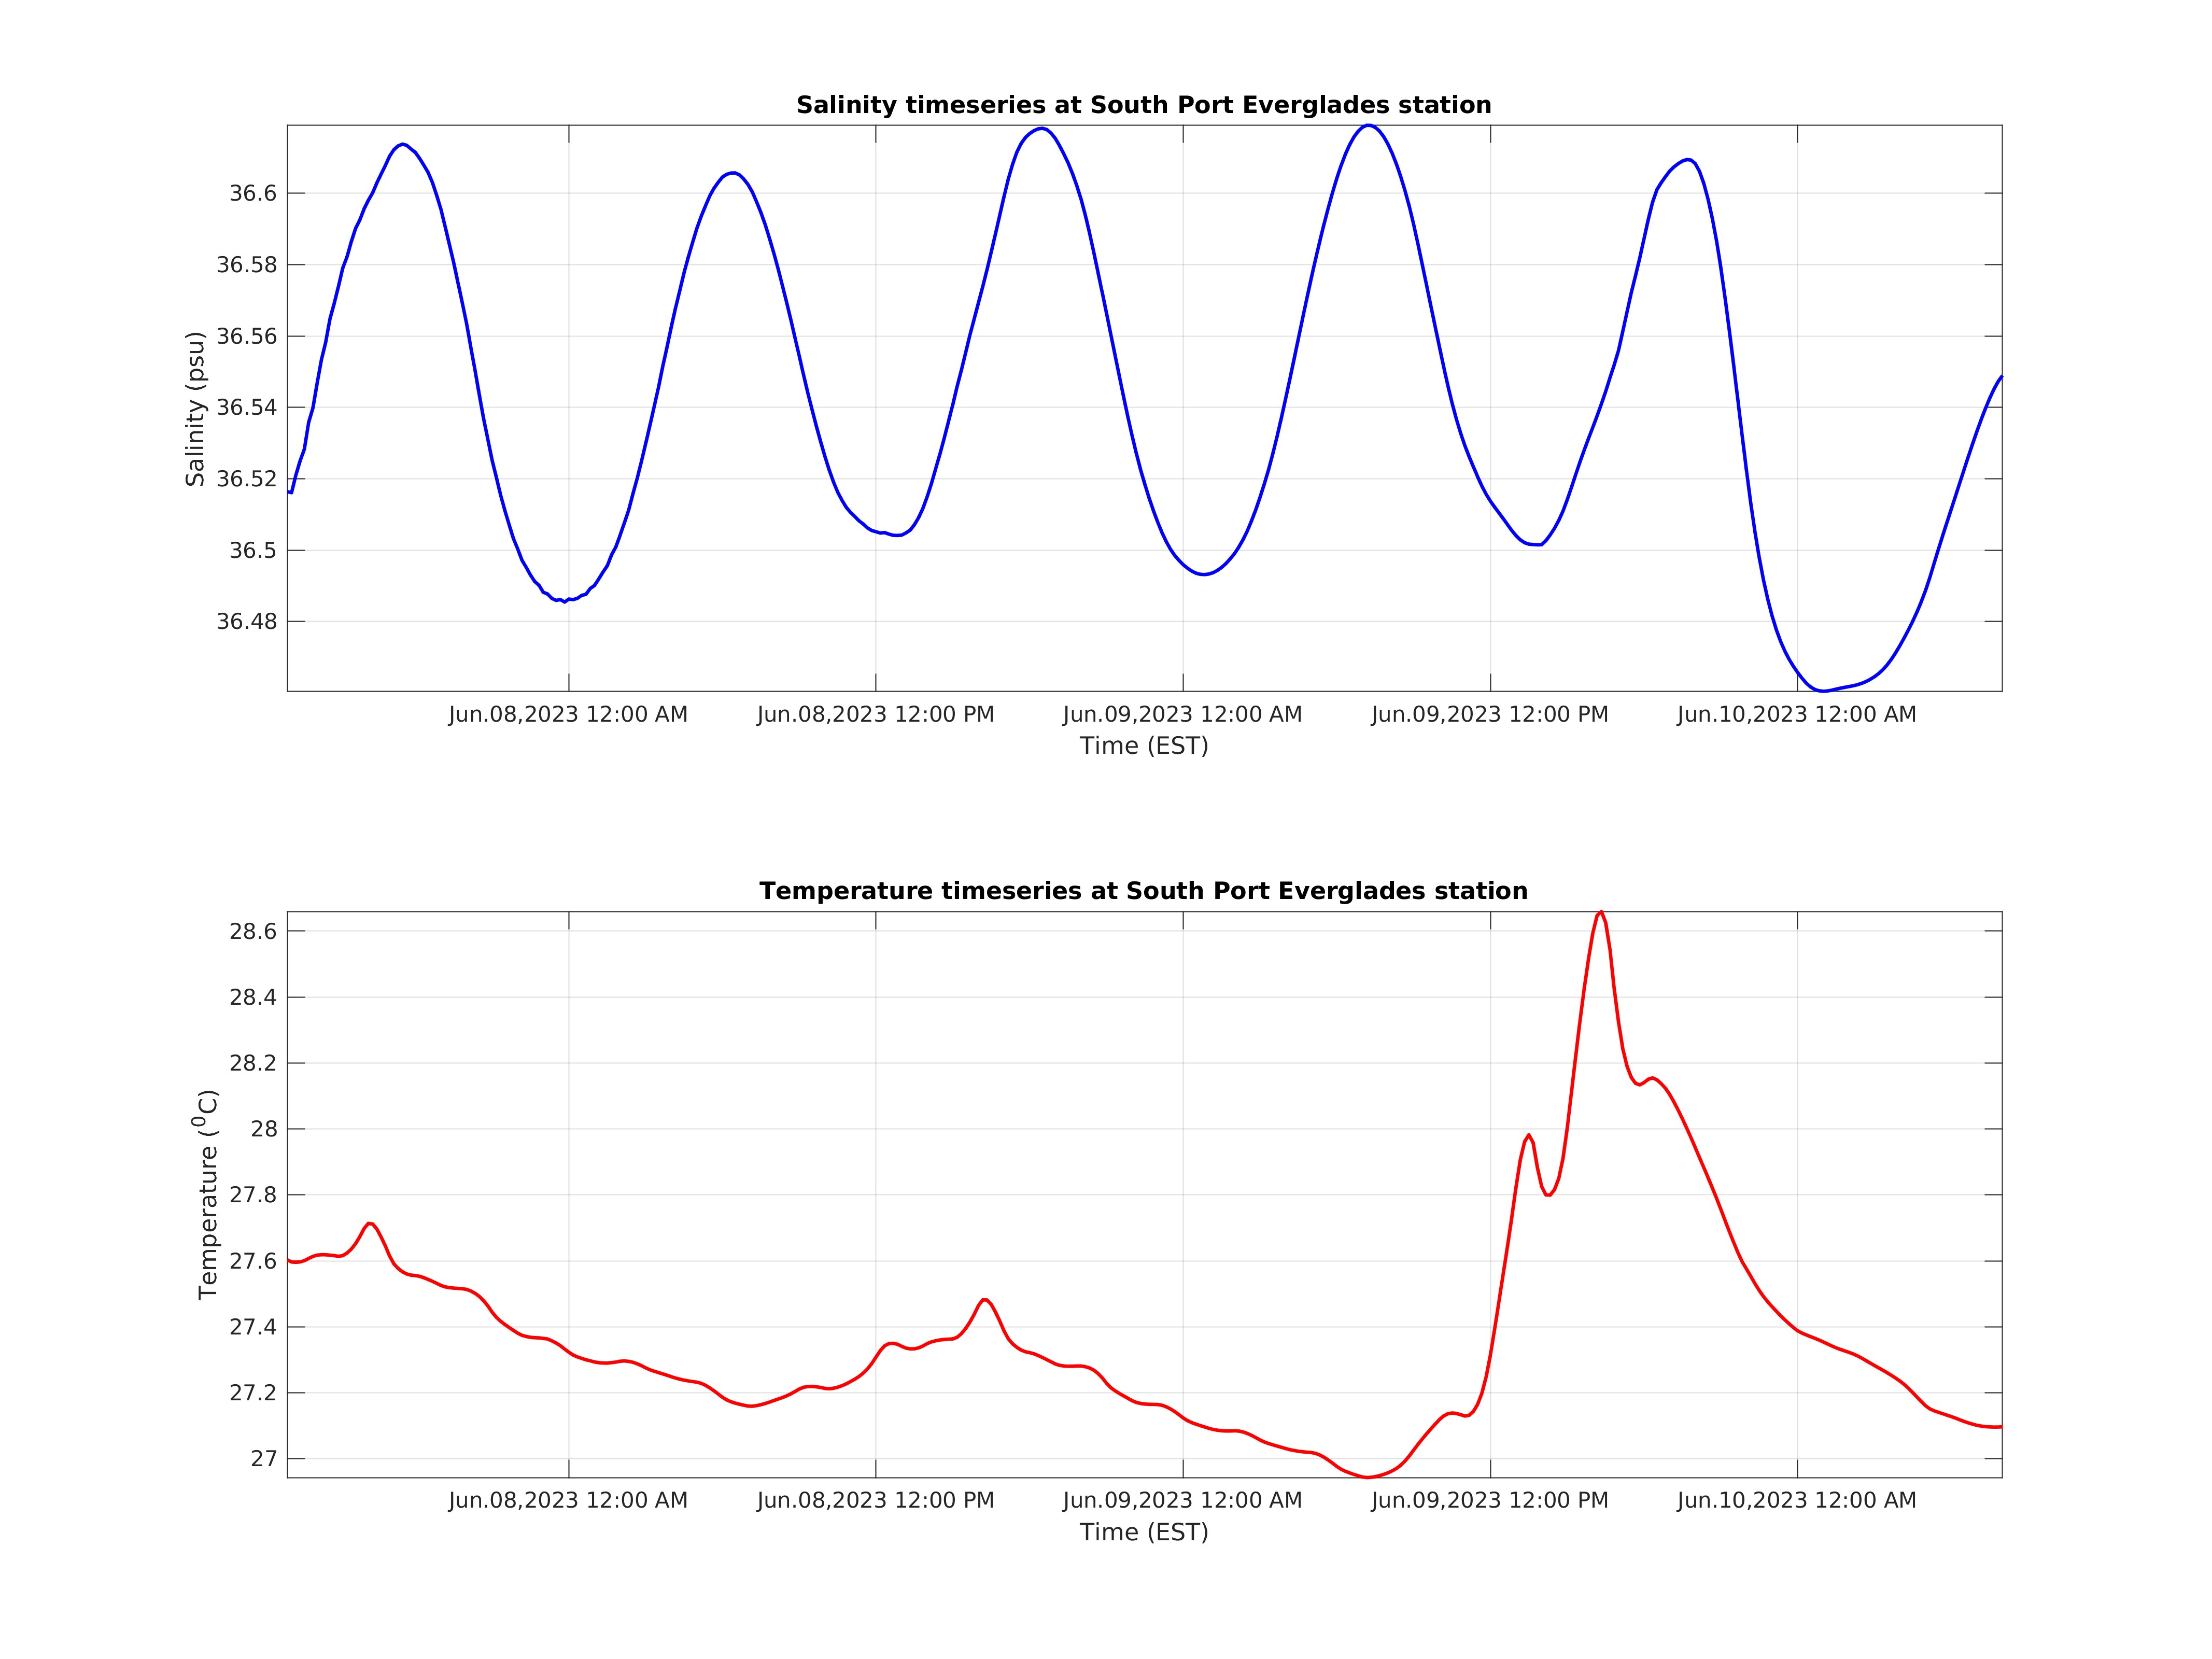 Salinity timeseries at South Port Everglades station
36.6
36.58
36.56
36.54
36.52
36.5
36.48
Salinity (psu)
Jun.08,2023 12:00 AM Jun.08,2023 12:00 PM Jun.09,2023 12:00 AM Jun.09,2023 12:00 PM Jun.10,2023 12:00 AM
Time (EST)
Temperature timeseries at South Port Everglades station
28.6
28.4
28.2
28
27.8
27.6
27.4
27.2
27
Temperature (⁰C)
Jun.08,2023 12:00 AM Jun.08,2023 12:00 PM Jun.09,2023 12:00 AM Jun.09,2023 12:00 PM Jun.10,2023 12:00 AM
Time (EST)